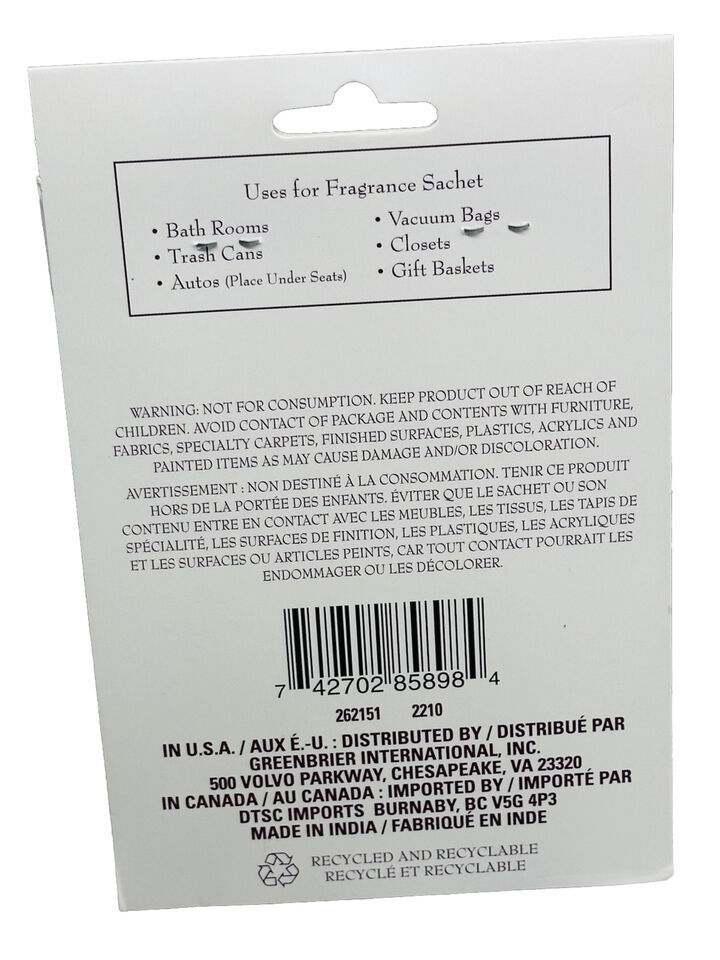 Uses for Fragrance Sachet
• Bath Rooms
• Trash Cans
• Autos (Place Under Seats)
• Vacuum Bags
• Closets
• Gift Baskets
WARNING: NOT FOR CONSUMPTION. KEEP PRODUCT OUT OF REACH OF
CHILDREN. AVOID CONTACT OF PACKAGE AND CONTENTS WITH FURNITURE,
FABRICS, SPECIALTY CARPETS, FINISHED SURFACES, PLASTICS, ACRYLICS AND
PAINTED ITEMS AS MAY CAUSE DAMAGE AND/OR DISCOLORATION.
AVERTISSEMENT : NON DESTINÉ À LA CONSOMMATION. TENIR CE PRODUIT
HORS DE LA PORTÉE DES ENFANTS. ÉVITER QUE LE SACHET OU SON
CONTENU ENTRE EN CONTACT AVEC LES MEUBLES, LES TISSUS, LES TAPIS DE
SPÉCIALITÉ, LES SURFACES DE FINITION, LES PLASTIQUES, LES ACRYLIQUES
ET LES SURFACES OU ARTICLES PEINTS, CAR TOUT CONTACT POURRAIT LES
ENDOMMAGER OU LES DÉCOLORER.
7 42702 85898 4
262151 2210
IN U.S.A. / AUX É.-U. : DISTRIBUTED BY / DISTRIBUÉ PAR
GREENBRIER INTERNATIONAL, INC.
500 VOLVO PARKWAY, CHESAPEAKE, VA 23320
IN CANADA / AU CANADA : IMPORTED BY / IMPORTÉ PAR
DTSC IMPORTS BURNABY, BC V5G 4P3
MADE IN INDIA / FABRIQUÉ EN INDE
RECYCLED AND RECYCLABLE
RECYCLÉ ET RECYCLABLE